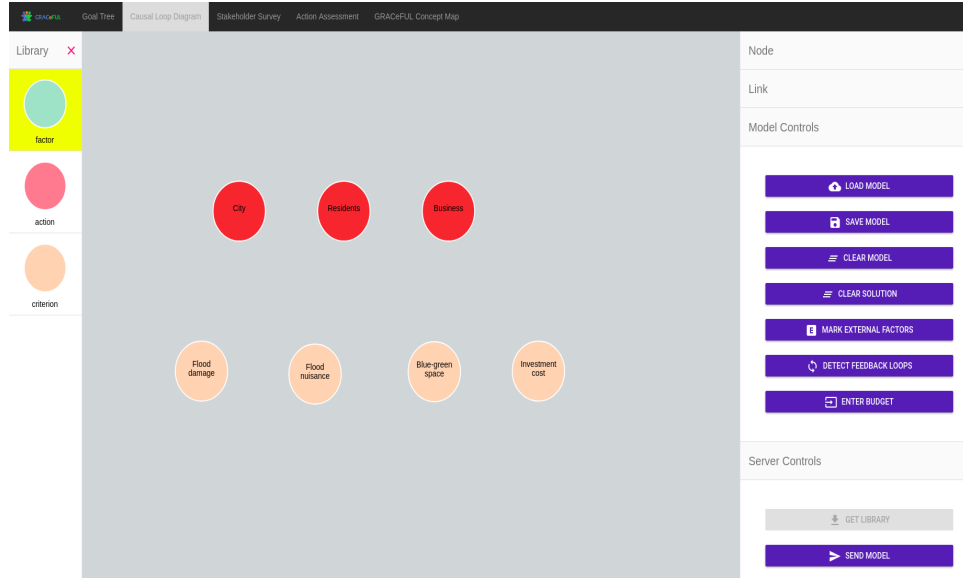 GRACeFUL Goal Tree Causal Loop Diagram Stakeholder Survey Action Assessment GRACeFUL Concept Map
Library X
factor
action
criterion
City
Residents
Business
Flood
damage
Flood
nuisance
Blue-green
space
Investment
cost
Node
Link
Model Controls
LOAD MODEL
SAVE MODEL
CLEAR MODEL
CLEAR SOLUTION
E MARK EXTERNAL FACTORS
DETECT FEEDBACK LOOPS
ENTER BUDGET
Server Controls
GET LIBRARY
SEND MODEL